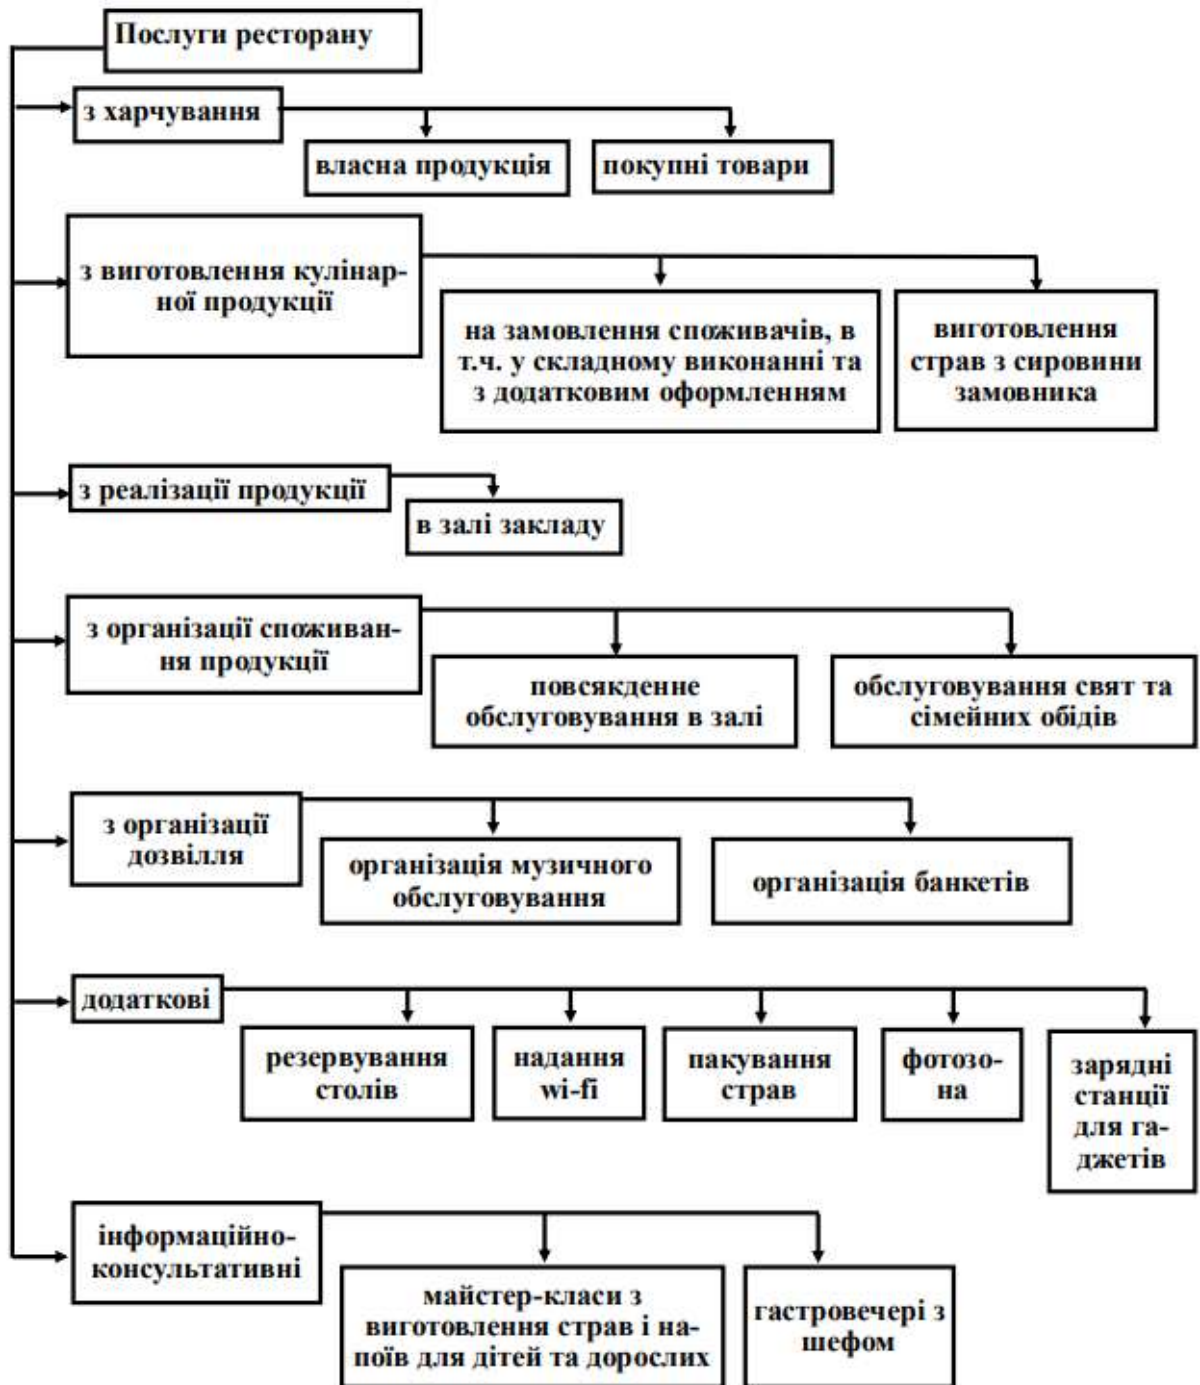 Послуги ресторану
з харчування
власна продукція
покупні товари
з виготовлення кулінар-
ної продукції
на замовлення споживачів, в
т.ч. у складному виконанні та
з додатковим оформленням
виготовлення
страв з сировини
замовника
з реалізації продукції
в залі закладу
з організації споживан-
ня продукції
повсякденне
обслуговування в залі
обслуговування свят та
сімейних обідів
з організації
дозвілля
організація музичного
обслуговування
організація банкетів
додаткові
резервування
столів
надання
wi-fi
пакування
страв
фотозо-
на
зарядні
станції
для га-
джетів
інформаційно-
консультативні
майстер-класи з
виготовлення страв і на-
поїв для дітей та дорослих
гастровечері з
шефом